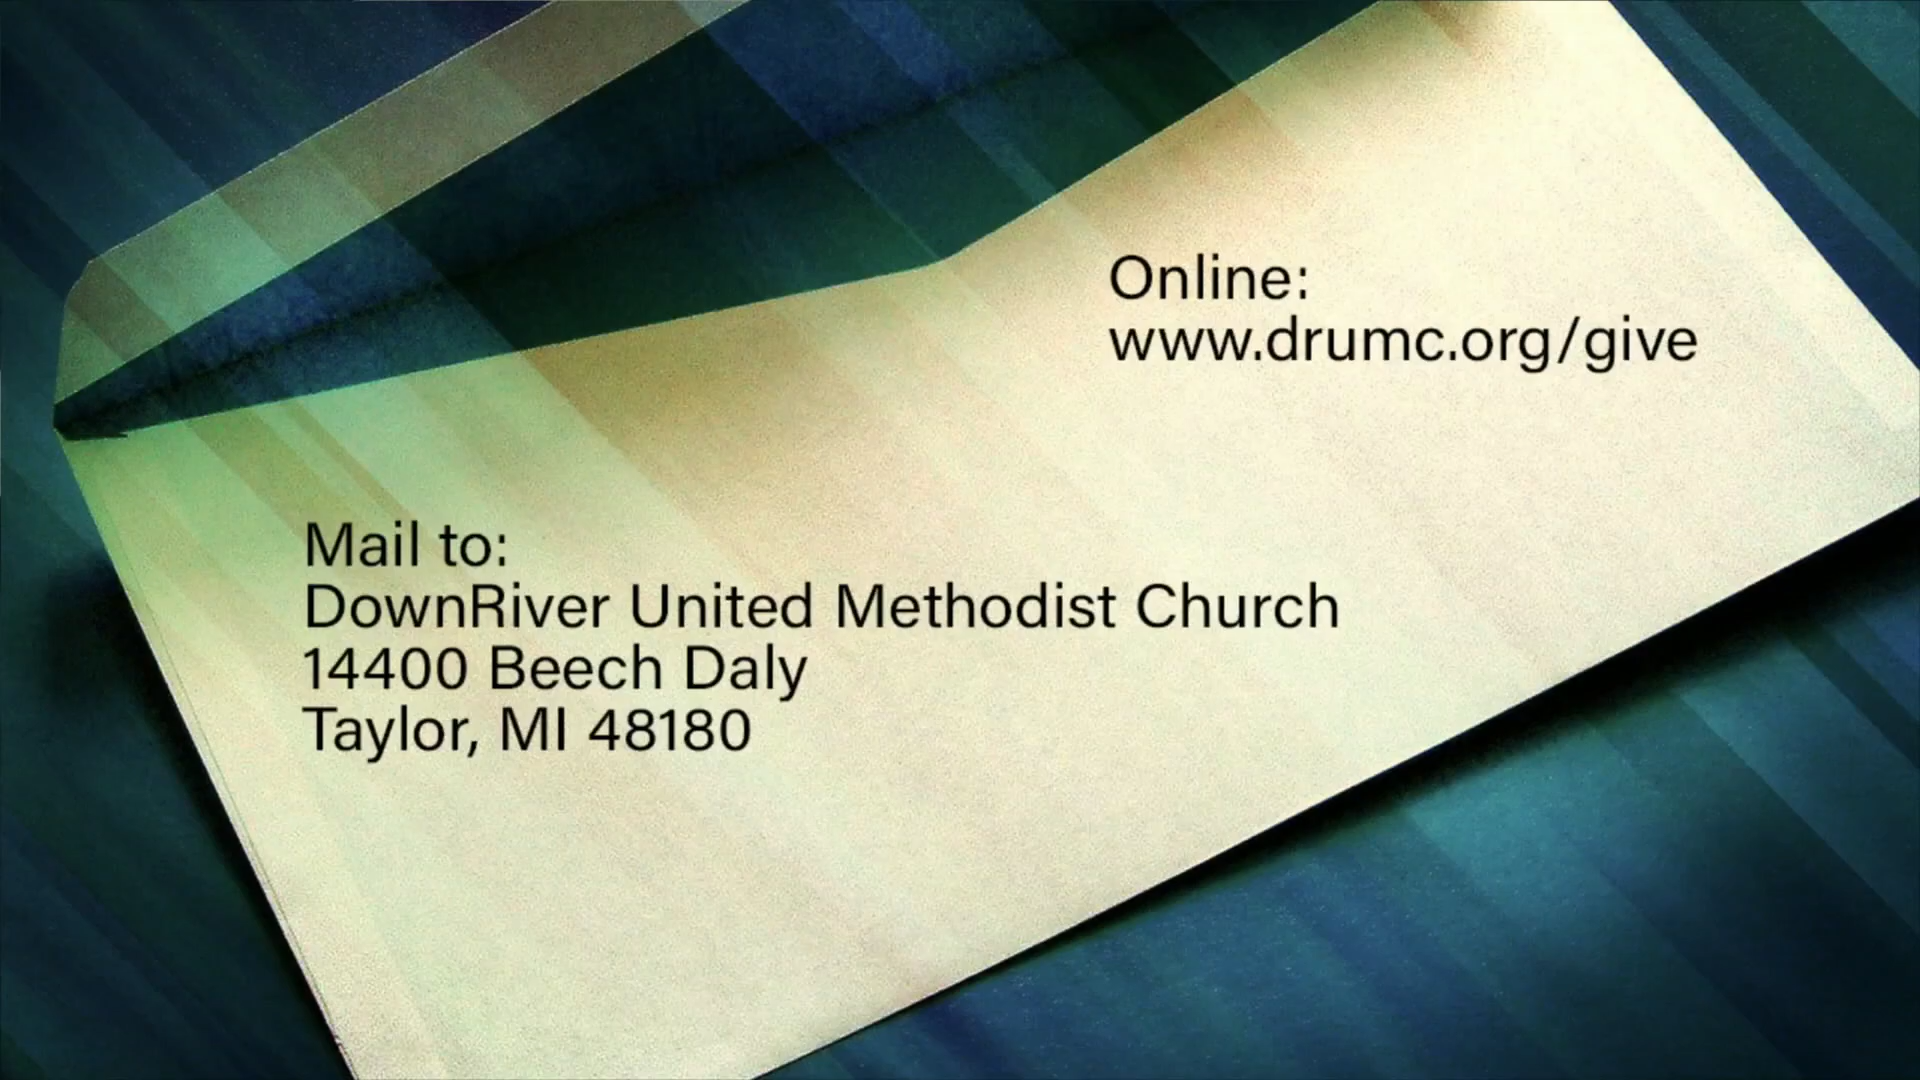 Online:
www.drumc.org/give
Mail to:
DownRiver United Methodist Church
14400 Beech Daly
Taylor, MI 48180